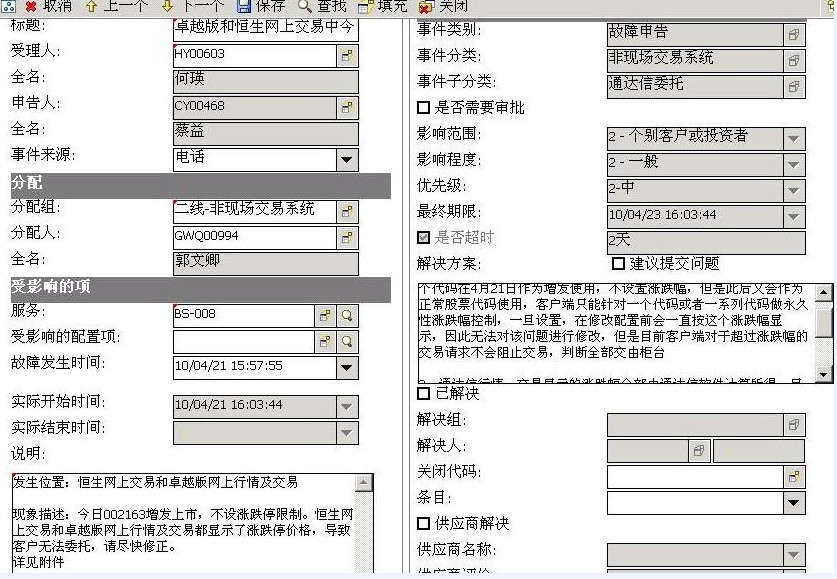 取消 上一个 下一个 保存 查找 填充 关闭
标题: 卓越版和恒生网上交易中今
受理人: HY00603
全名: 何瑛
申告人: CY00468
全名: 蔡益
事件来源: 电话
分配
分配组: 二线-非现场交易系统
分配人: GWQ00994
全名: 郭文卿
受影响的项
服务: BS-008
受影响的配置项:
故障发生时间: 10/04/21 15:57:55
实际开始时间: 10/04/21 16:03:44
实际结束时间:
说明:
发生位置：恒生网上交易和卓越版网上行情及交易
现象描述：今日002163增发上市，不设涨跌停限制。恒生网
上交易和卓越版网上行情及交易都显示了涨跌停价格，导致
客户无法委托，请尽快修正。
详见附件
事件类别: 故障申告
事件分类: 非现场交易系统
事件子分类: 通达信委托
是否需要审批
影响范围: 2 - 个别客户或投资者
影响程度: 2 - 一般
优先级: 2-中
最终期限: 10/04/23 16:03:44
是否超时 2天
解决方案: 建议提交问题
个代码在4月21日作为增发使用，不设置涨跌幅，但是此后又会作为
正常股票代码使用，客户端只能针对一个代码或者一系列代码做永久
性涨跌幅控制，一旦设置，在修改配置前会一直按这个涨跌幅显
示，因此无法对该问题进行修改，但是目前客户端对于超过涨跌幅的
交易请求不会阻止交易，判断全部交由柜台
已解决
解决组:
解决人:
关闭代码:
条目:
供应商解决
供应商名称:
供应商评价: